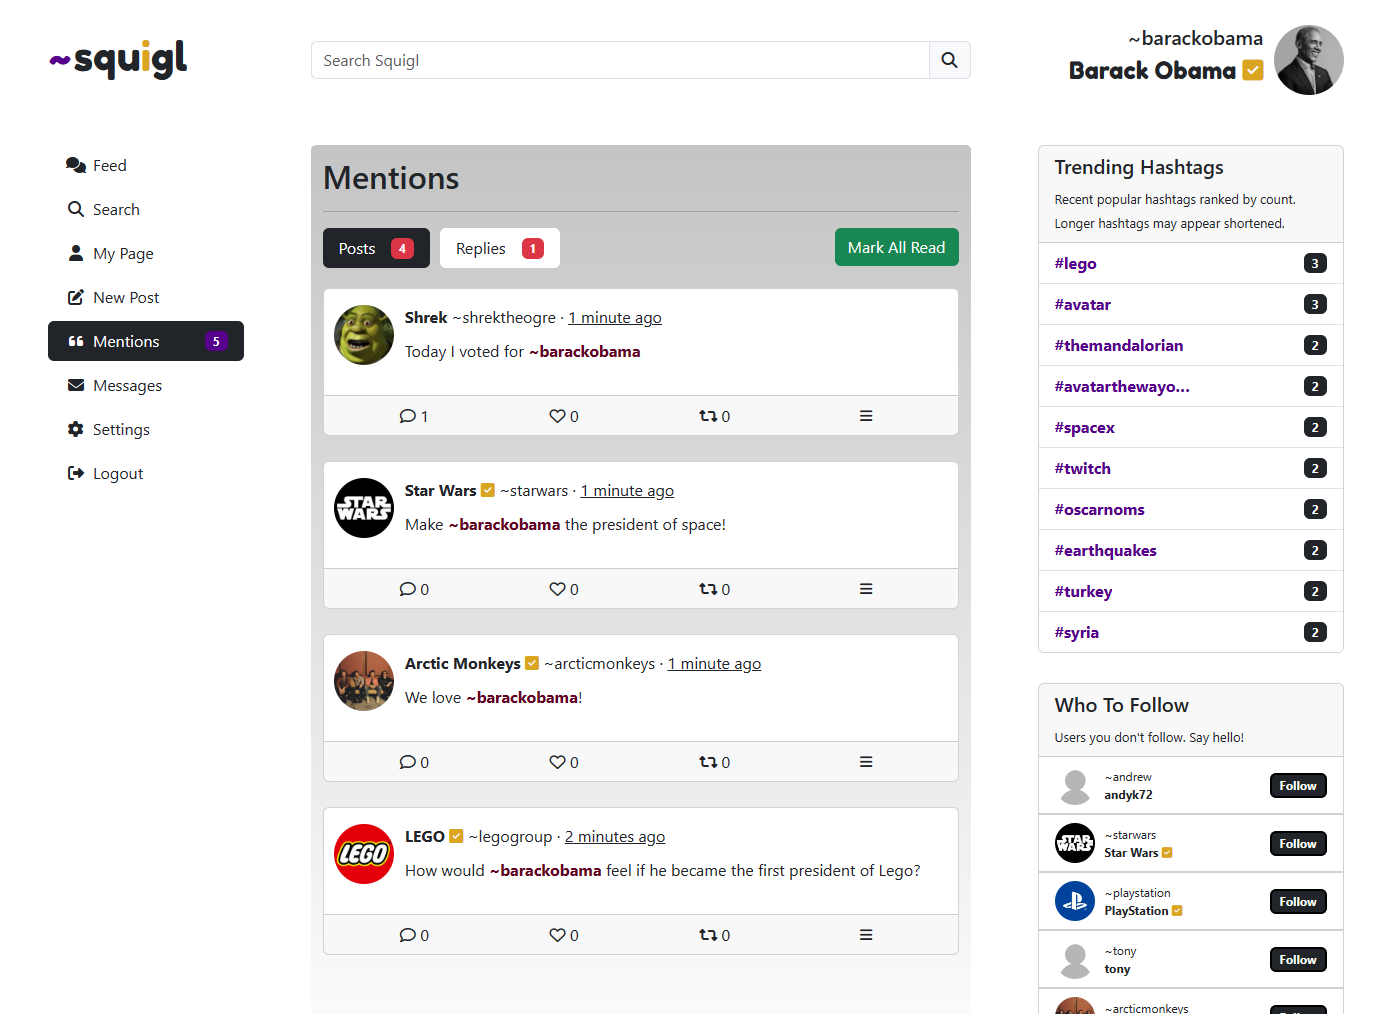 ~squigl
Search Squigl
~barackobama
Barack Obama
Feed
Search
My Page
New Post
Mentions 5
Messages
Settings
Logout
Mentions
Posts 4
Replies 1
Mark All Read
Shrek ~shrektheogre · 1 minute ago
Today I voted for ~barackobama
1 0 0
Star Wars ~starwars · 1 minute ago
Make ~barackobama the president of space!
0 0 0
Arctic Monkeys ~arcticmonkeys · 1 minute ago
We love ~barackobama!
0 0 0
LEGO ~legogroup · 2 minutes ago
How would ~barackobama feel if he became the first president of Lego?
0 0 0
STAR
WARS
LEGO
Trending Hashtags
Recent popular hashtags ranked by count.
Longer hashtags may appear shortened.
#lego 3
#avatar 3
#themandalorian 2
#avatarthewayo... 2
#spacex 2
#twitch 2
#oscarnoms 2
#earthquakes 2
#turkey 2
#syria 2
Who To Follow
Users you don't follow. Say hello!
~andrew
andyk72
Follow
STAR
WARS
~starwars
Star Wars
Follow
~playstation
PlayStation
Follow
~tony
tony
Follow
~arcticmonkeys
Follow